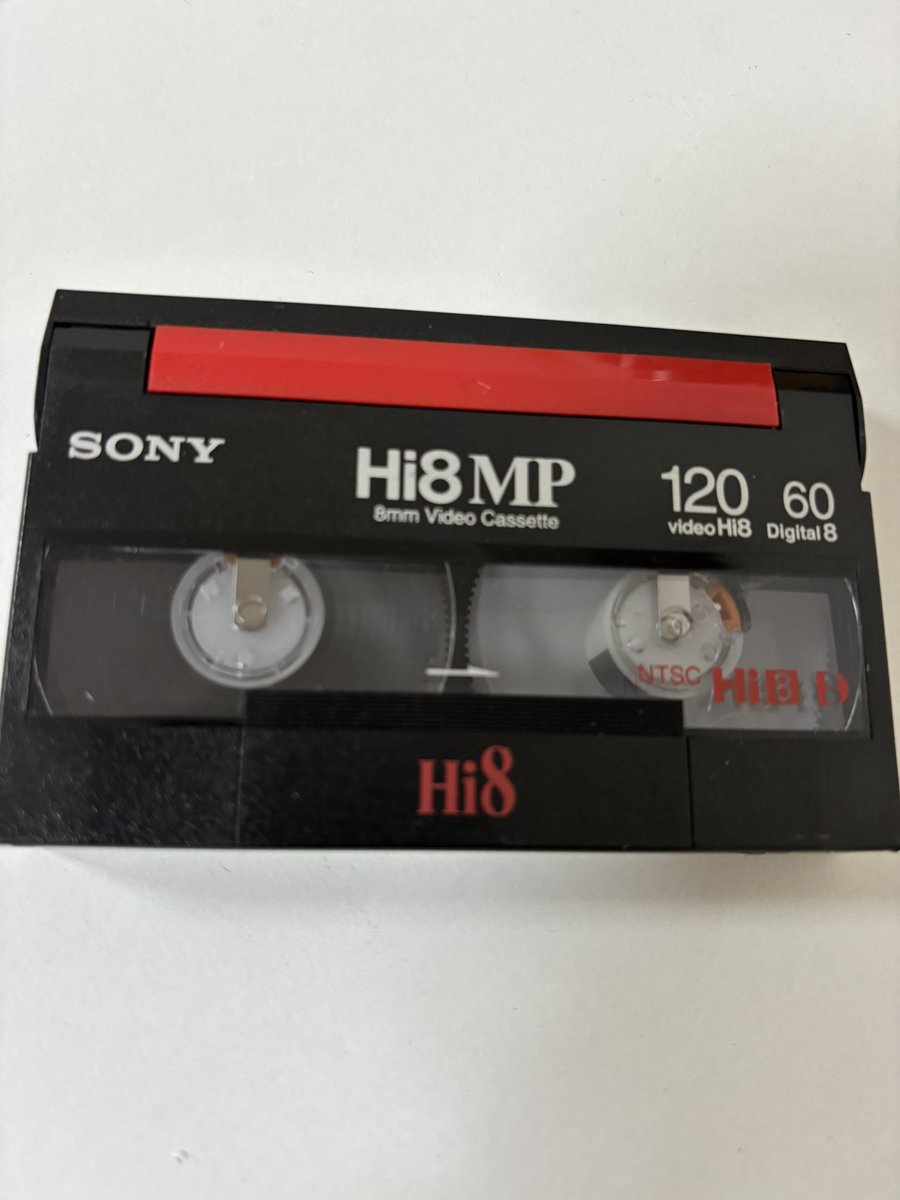 SONY
Hi8 MP
8mm Video Cassette
120 60
video Hi8 Digital 8
NTSC Hi8
Hi8